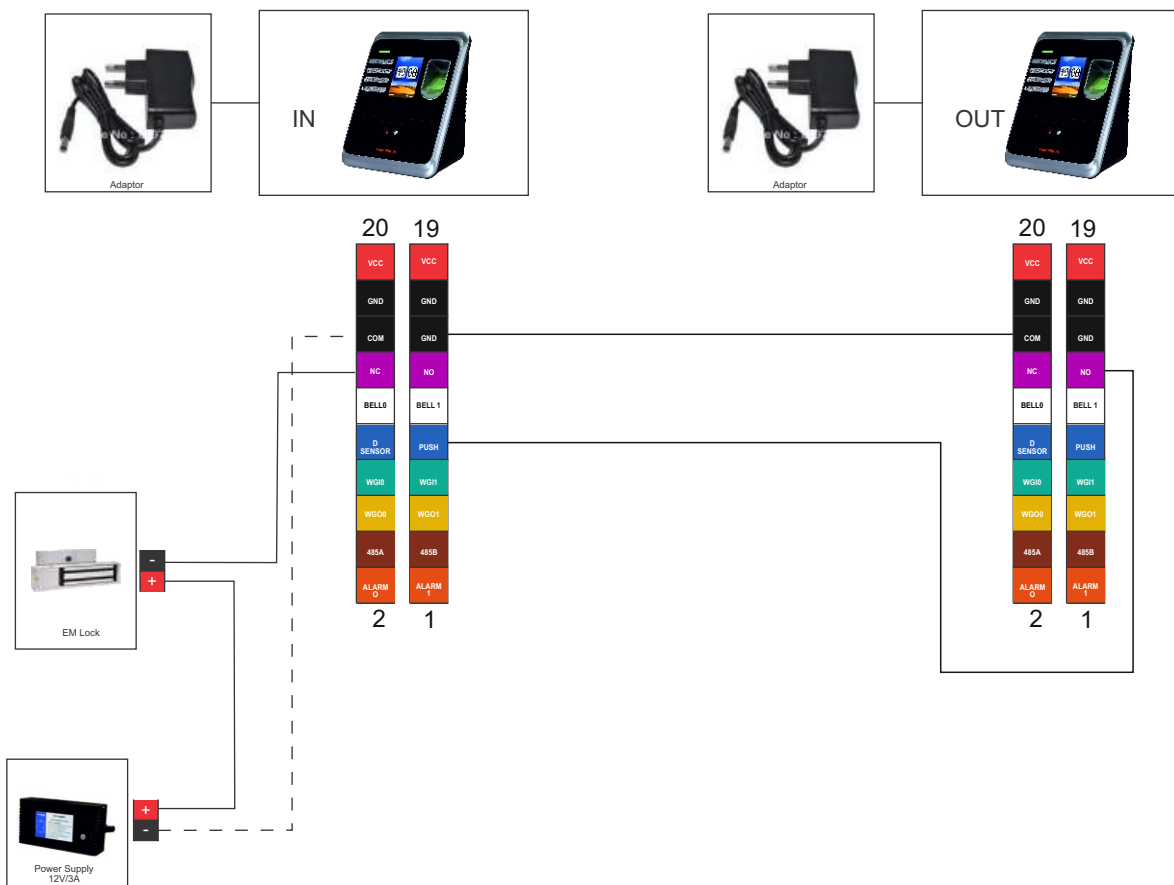 IN
OUT
Adaptor
Adaptor
20 19
VCC VCC
GND GND
COM GND
NC NO
BELL0 BELL 1
D
SENSOR
PUSH
WGI0 WGI1
WGO0 WGO1
485A 485B
ALARM
O
ALARM
1
2 1
20 19
VCC VCC
GND GND
COM GND
NC NO
BELL0 BELL 1
D
SENSOR
PUSH
WGI0 WGI1
WGO0 WGO1
485A 485B
ALARM
O
ALARM
1
2 1
-
+
EM Lock
+
-
Power Supply
12V/3A